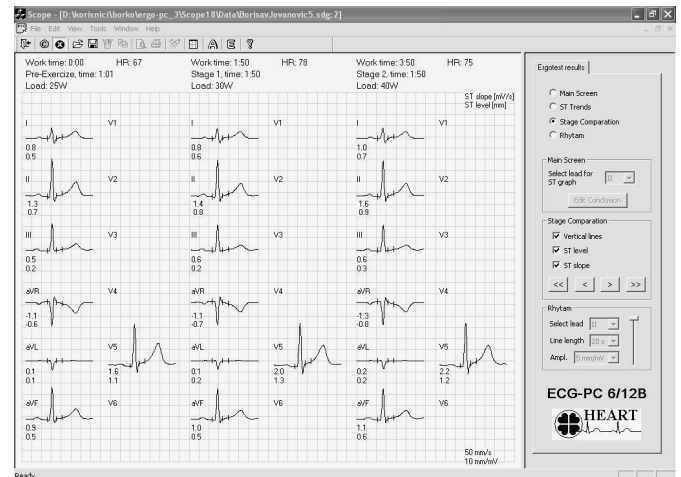 Scope - [D:\korisnici\borko\ergo-pc_3\Scope18\Data\BorisavJovanovic5.sdg:2]
File Edit View Tools Window Help
Work time: 0:00 HR: 67 Work time: 1:50 HR: 78 Work time: 3:50 HR: 75
Pre-Exercize, time: 1:01 Stage 1, time: 1:50 Stage 2, time: 1:50
Load: 25W Load: 30W Load: 40W
ST slope [mV/s]
ST level [mm]
I V1 I V1 I V1
0.8 0.8 1.0
0.5 0.6 0.7
II V2 II V2 II V2
1.3 1.4 1.6
0.7 0.8 0.9
III V3 III V3 III V3
0.5 0.6 0.6
0.2 0.2 0.3
aVR V4 aVR V4 aVR V4
-1.1 -1.1 -1.3
-0.6 -0.7 -0.8
aVL V5 aVL V5 aVL V5
0.1 1.6 0.1 2.0 0.2 2.2
0.1 1.1 0.2 1.3 0.2 1.2
aVF V6 aVF V6 aVF V6
0.9 1.0 1.1
0.5 0.5 0.6
50 mm/s
10 mm/mV
Ergotest results
Main Screen
ST Trends
Stage Comparation
Rhytam
Main Screen
Select lead for
ST graph
II
Edit Conclusion
Stage Comparation
Vertical lines
ST level
ST slope
<< < > >>
Rhytam
Select lead II
Line length 20 s
Ampl. 5 mm/mV
ECG-PC 6/12B
HEART
Ready